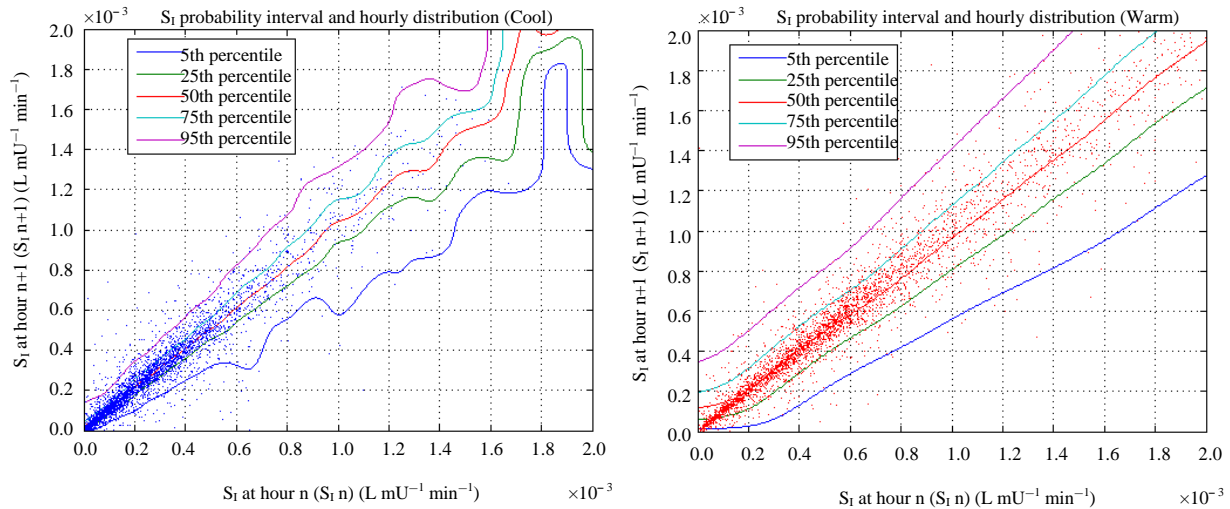 S_I probability interval and hourly distribution (Cool)
×10⁻³
2.0
1.8
1.6
1.4
1.2
1.0
0.8
0.6
0.4
0.2
0.0
S_I at hour n+1 (S_I n+1) (L mU⁻¹ min⁻¹)
5th percentile
25th percentile
50th percentile
75th percentile
95th percentile
0.0 0.2 0.4 0.6 0.8 1.0 1.2 1.4 1.6 1.8 2.0
S_I at hour n (S_I n) (L mU⁻¹ min⁻¹)
×10⁻³
S_I probability interval and hourly distribution (Warm)
×10⁻³
2.0
1.8
1.6
1.4
1.2
1.0
0.8
0.6
0.4
0.2
0.0
S_I at hour n+1 (S_I n+1) (L mU⁻¹ min⁻¹)
5th percentile
25th percentile
50th percentile
75th percentile
95th percentile
0.0 0.2 0.4 0.6 0.8 1.0 1.2 1.4 1.6 1.8 2.0
S_I at hour n (S_I n) (L mU⁻¹ min⁻¹)
×10⁻³